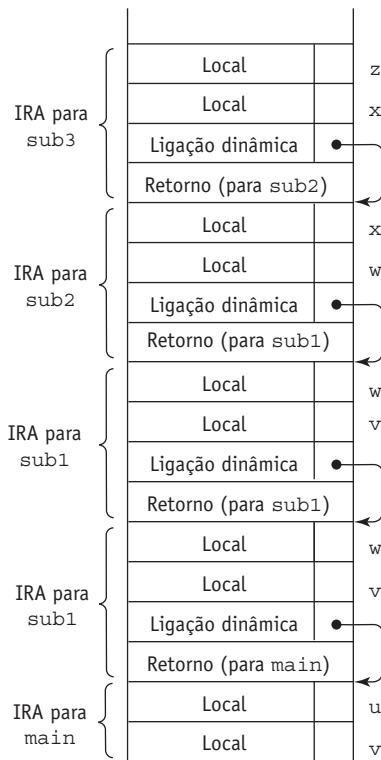 Local z
Local x
IRA para
sub3
Ligação dinâmica
Retorno (para sub2)
Local x
Local w
IRA para
sub2
Ligação dinâmica
Retorno (para sub1)
Local w
Local v
IRA para
sub1
Ligação dinâmica
Retorno (para sub1)
Local w
Local v
IRA para
sub1
Ligação dinâmica
Retorno (para main)
Local u
IRA para
main
Local v